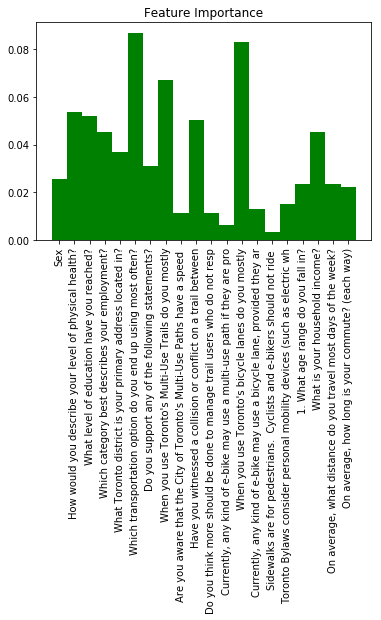 Feature Importance
0.08
0.06
0.04
0.02
0.00
Sex
How would you describe your level of physical health?
What level of education have you reached?
Which category best describes your employment?
What Toronto district is your primary address located in?
Which transportation option do you end up using most often?
Do you support any of the following statements?
When you use Toronto's Multi-Use Trails do you mostly
Are you aware that the City of Toronto's Multi-Use Paths have a speed
Have you witnessed a collision or conflict on a trail between
Do you think more should be done to manage trail users who do not resp
Currently, any kind of e-bike may use a multi-use path if they are pro
When you use Toronto's bicycle lanes do you mostly
Currently, any kind of e-bike may use a bicycle lane, provided they ar
Sidewalks are for pedestrians.  Cyclists and e-bikers should not ride
Toronto Bylaws consider personal mobility devices (such as electric wh
1. What age range do you fall in?
What is your household income?
On average, what distance do you travel most days of the week?
On average, how long is your commute? (each way)